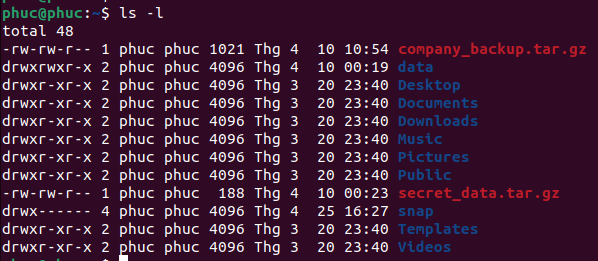 phuc@phuc:~$ ls -l
total 48
-rw-rw-r-- 1 phuc phuc 1021 Thg 4  10 10:54 company_backup.tar.gz
drwxrwxr-x 2 phuc phuc 4096 Thg 4  10 00:19 data
drwxr-xr-x 2 phuc phuc 4096 Thg 3  20 23:40 Desktop
drwxr-xr-x 2 phuc phuc 4096 Thg 3  20 23:40 Documents
drwxr-xr-x 2 phuc phuc 4096 Thg 3  20 23:40 Downloads
drwxr-xr-x 2 phuc phuc 4096 Thg 3  20 23:40 Music
drwxr-xr-x 2 phuc phuc 4096 Thg 3  20 23:40 Pictures
drwxr-xr-x 2 phuc phuc 4096 Thg 3  20 23:40 Public
-rw-rw-r-- 1 phuc phuc  188 Thg 4  10 00:23 secret_data.tar.gz
drwx------ 4 phuc phuc 4096 Thg 4  25 16:27 snap
drwxr-xr-x 2 phuc phuc 4096 Thg 3  20 23:40 Templates
drwxr-xr-x 2 phuc phuc 4096 Thg 3  20 23:40 Videos
phuc@phuc:~$